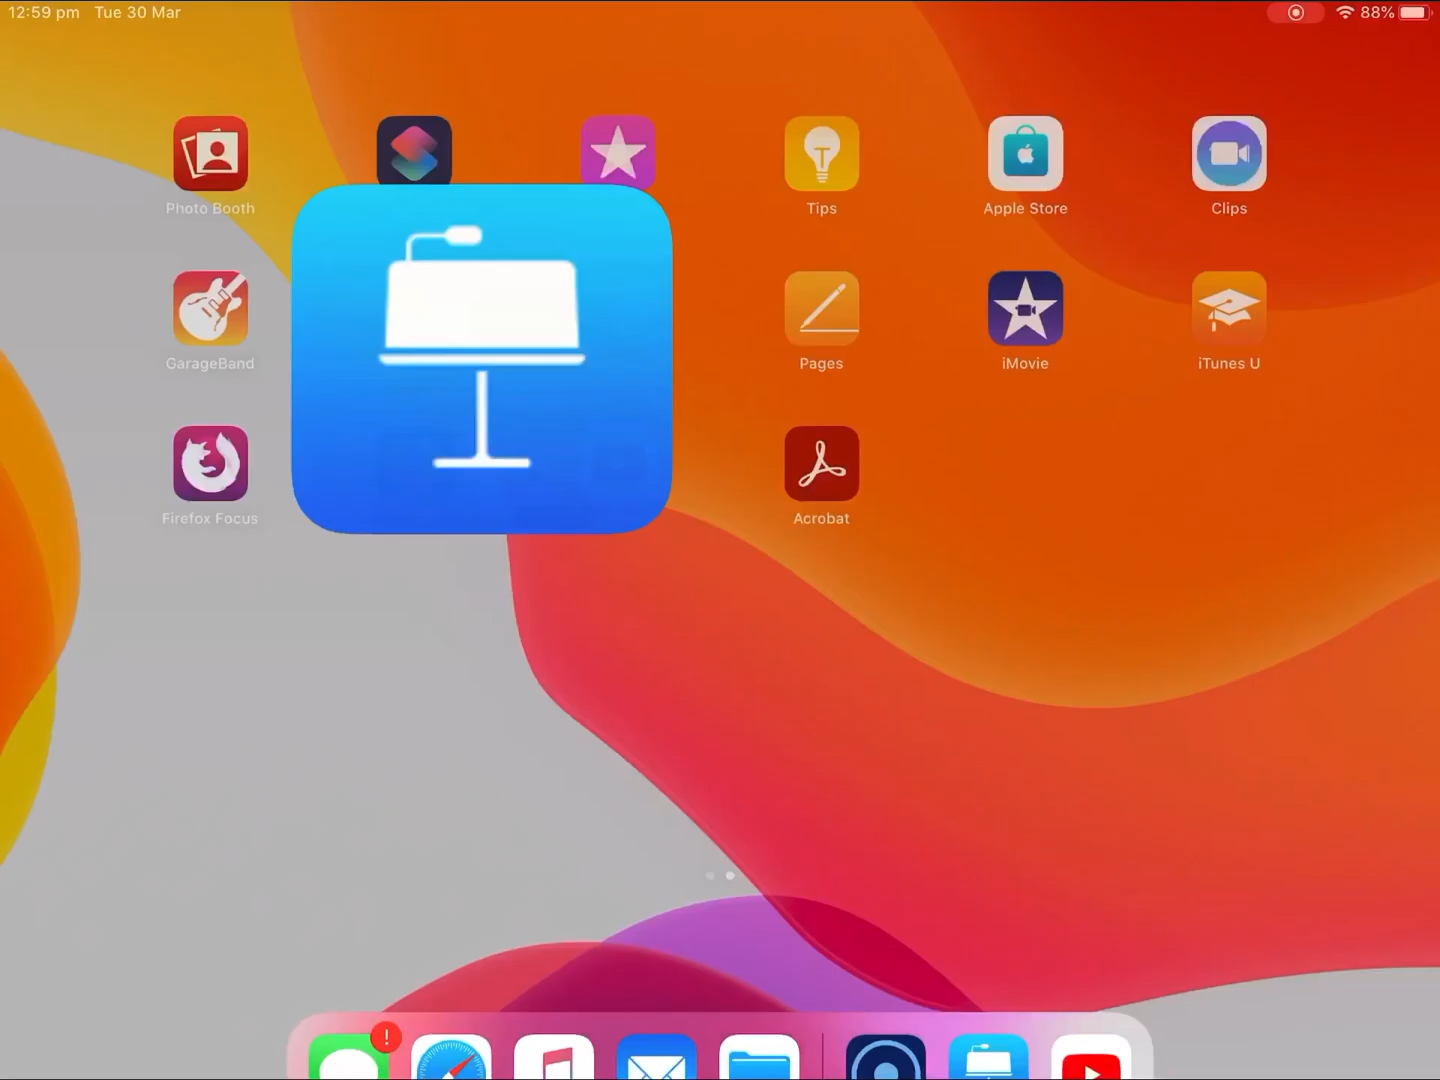 12:59 pm Tue 30 Mar 88%
Photo Booth
Tips
Apple Store
Clips
GarageBand
Pages
iMovie
iTunes U
Firefox Focus
Acrobat
!